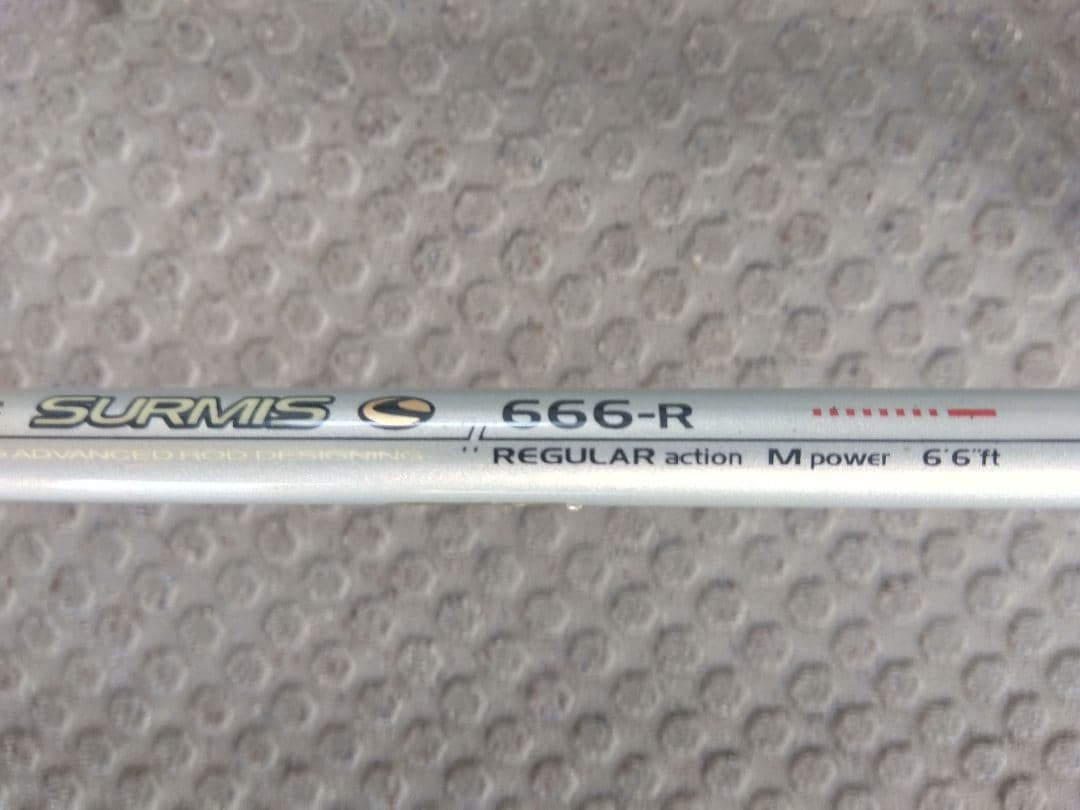 SURMIS 666-R
ADVANCED ROD DESIGNING REGULAR action M power 6'6"ft